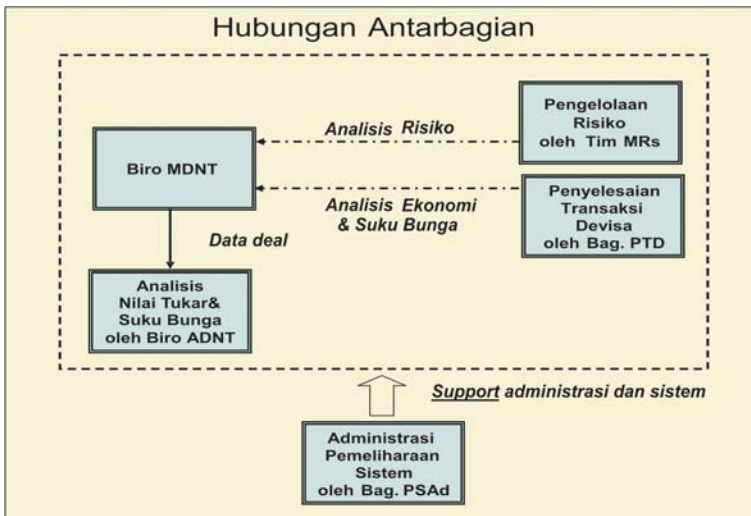 Hubungan Antarbagian
Biro MDNT
Analisis Risiko
Pengelolaan
Risiko
oleh Tim MRs
Analisis Ekonomi
& Suku Bunga
Penyelesaian
Transaksi
Devisa
oleh Bag. PTD
Data deal
Analisis
Nilai Tukar&
Suku Bunga
oleh Biro ADNT
Support administrasi dan sistem
Administrasi
Pemeliharaan
Sistem
oleh Bag. PSAd